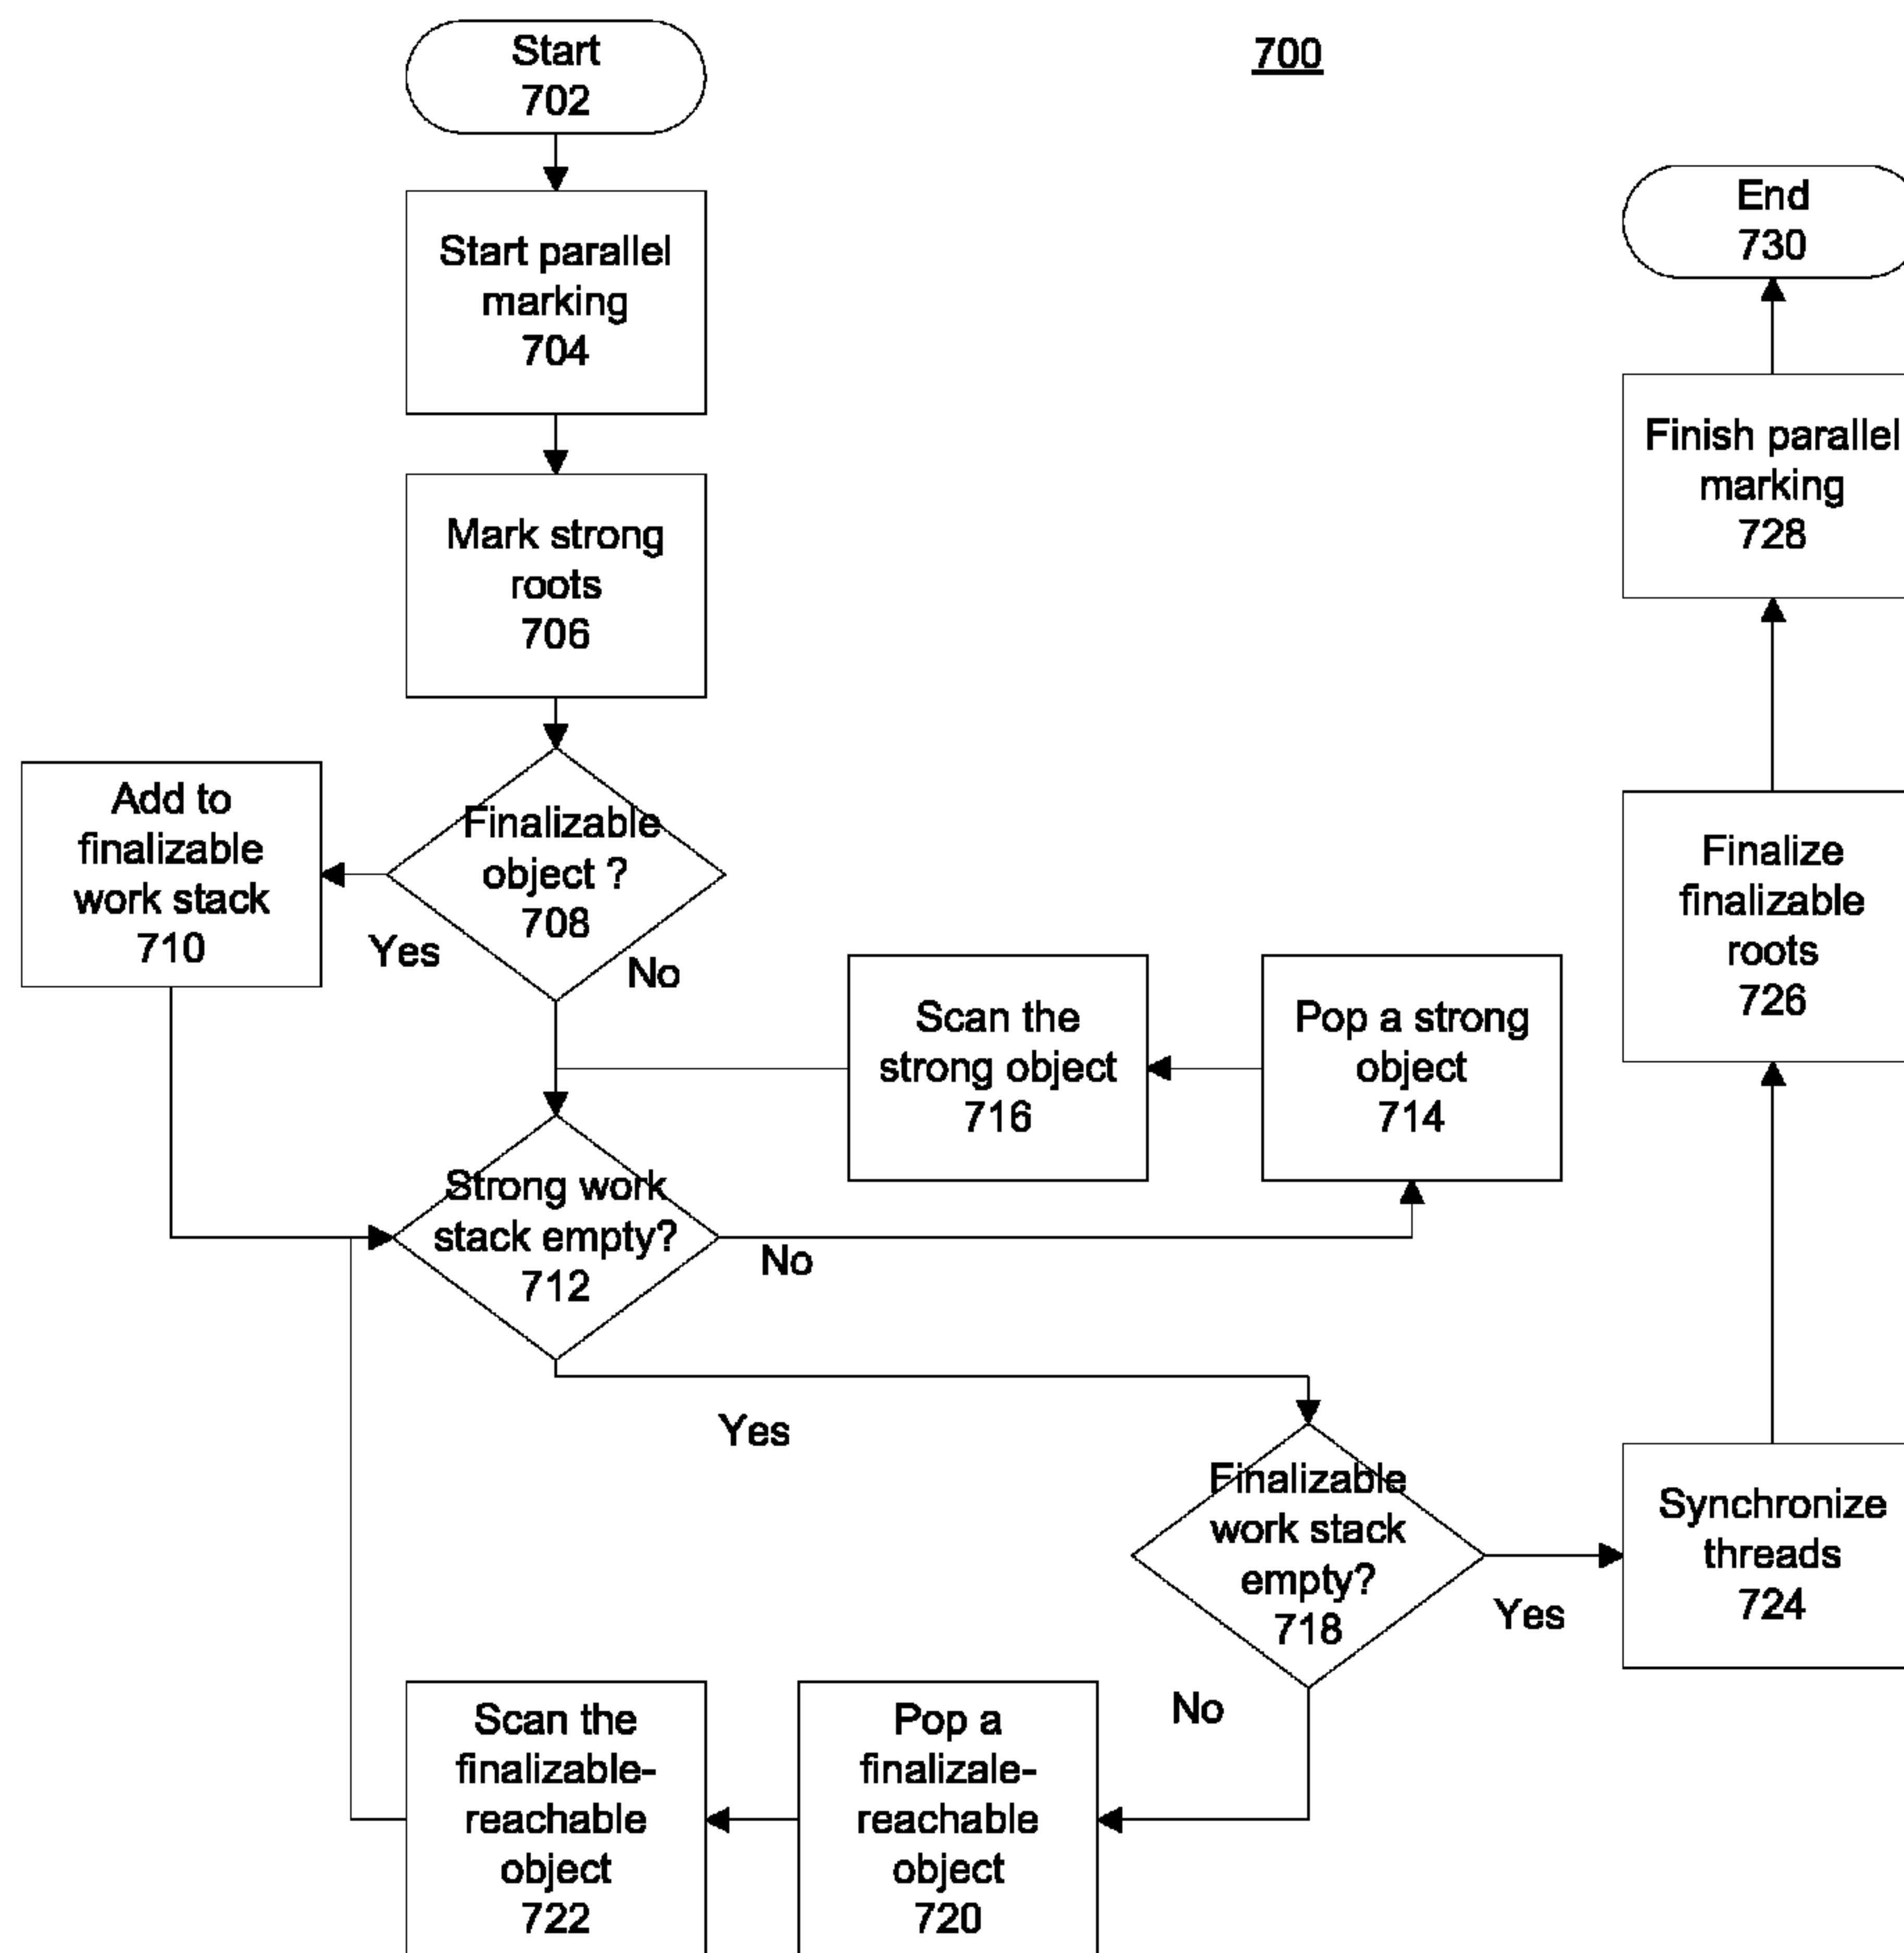 Start
702
700
Start parallel
marking
704
Mark strong
roots
706
Finalizable
object ?
708
Yes
No
Add to
finalizable
work stack
710
Strong work
stack empty?
712
No
Yes
Pop a strong
object
714
Scan the
strong object
716
Finalizable
work stack
empty?
718
No
Yes
Pop a
finalizale-
reachable
object
720
Scan the
finalizable-
reachable
object
722
Synchronize
threads
724
Finalize
finalizable
roots
726
Finish parallel
marking
728
End
730